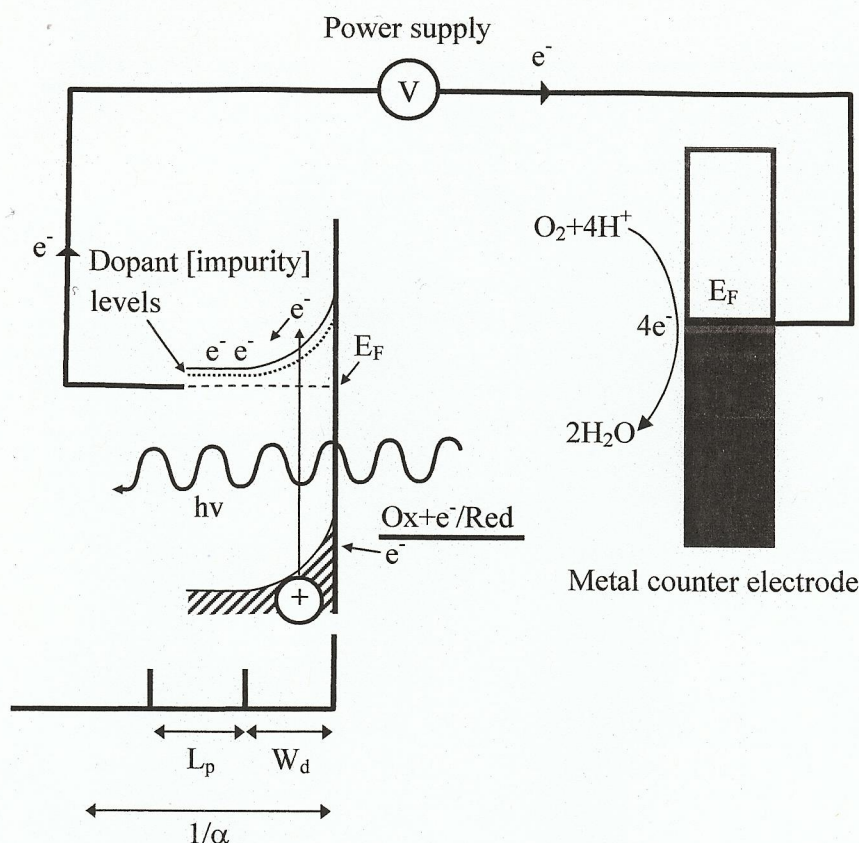 Power supply
e⁻
V
O₂+4H⁺
e⁻
Dopant [impurity]
levels
e⁻
E_F
4e⁻
e⁻ e⁻
E_F
2H₂O
hν
Ox+e⁻/Red
e⁻
+
Metal counter electrode
L_p
W_d
1/α